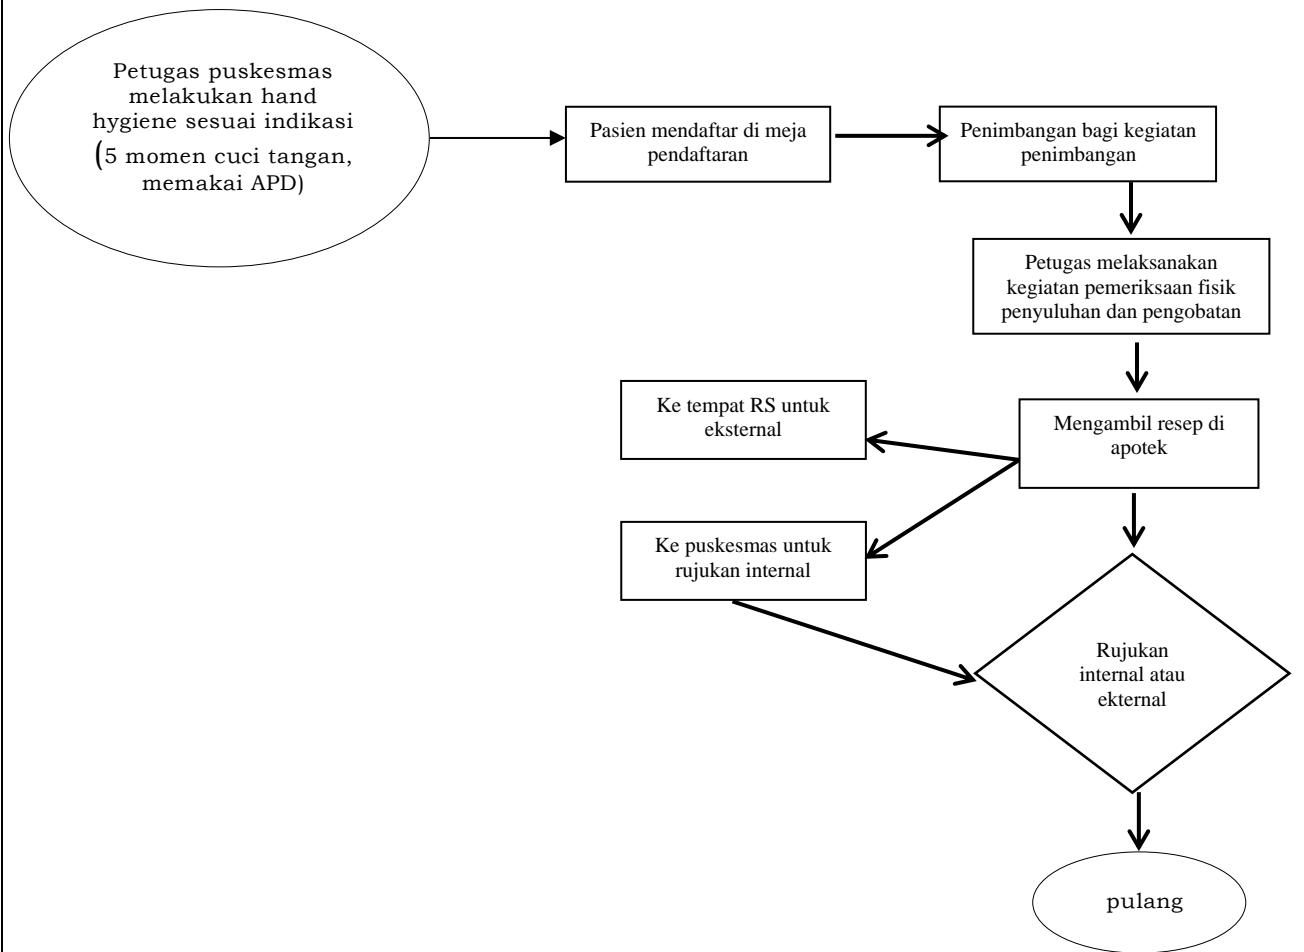 Petugas puskesmas
melakukan hand
hygiene sesuai indikasi
(5 momen cuci tangan,
memakai APD)
Pasien mendaftar di meja
pendaftaran
Penimbangan bagi kegiatan
penimbangan
Petugas melaksanakan
kegiatan pemeriksaan fisik
penyuluhan dan pengobatan
Mengambil resep di
apotek
Ke tempat RS untuk
eksternal
Ke puskesmas untuk
rujukan internal
Rujukan
internal atau
ekternal
pulang